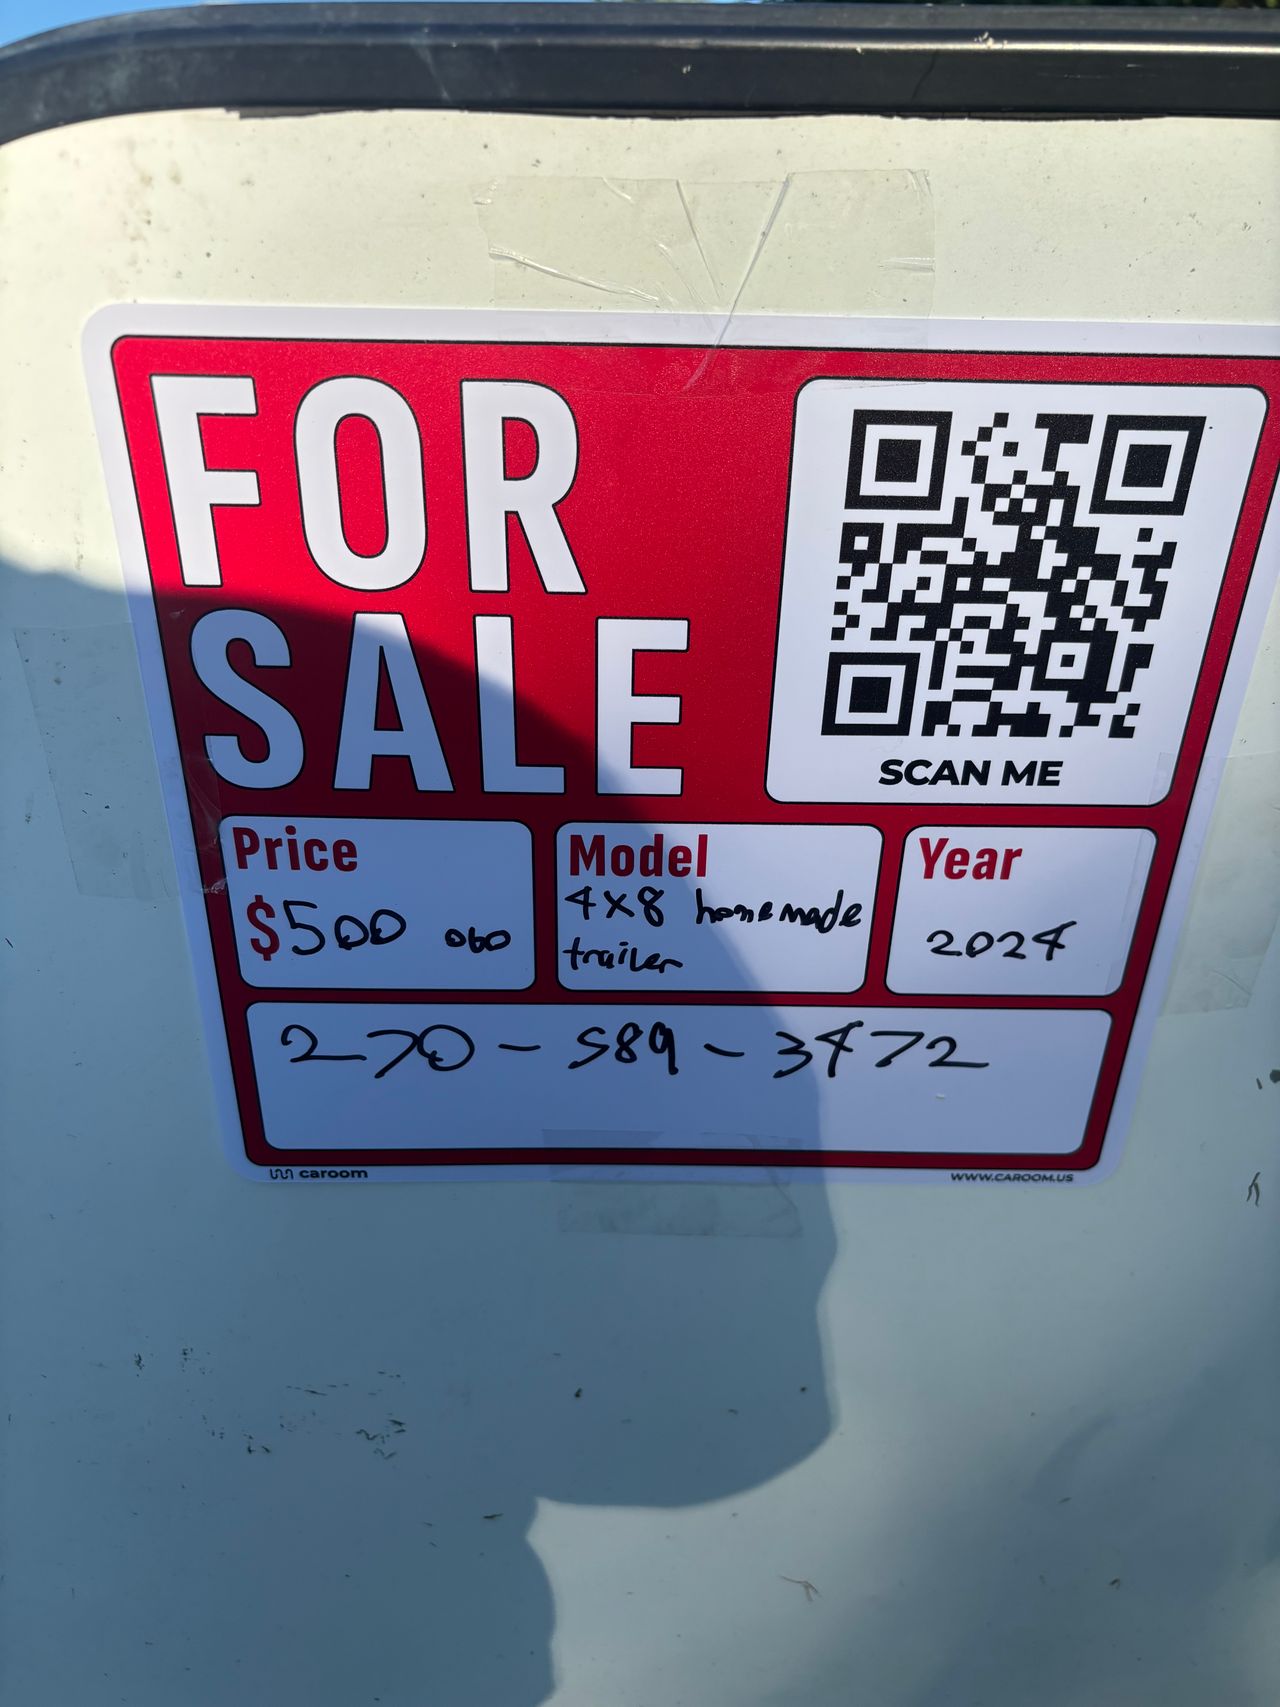 FOR
SALE
SCAN ME
Price
$500 obo
Model
4x8 homemade
trailer
Year
2024
270-589-3472
caroom
WWW.CAROOM.US